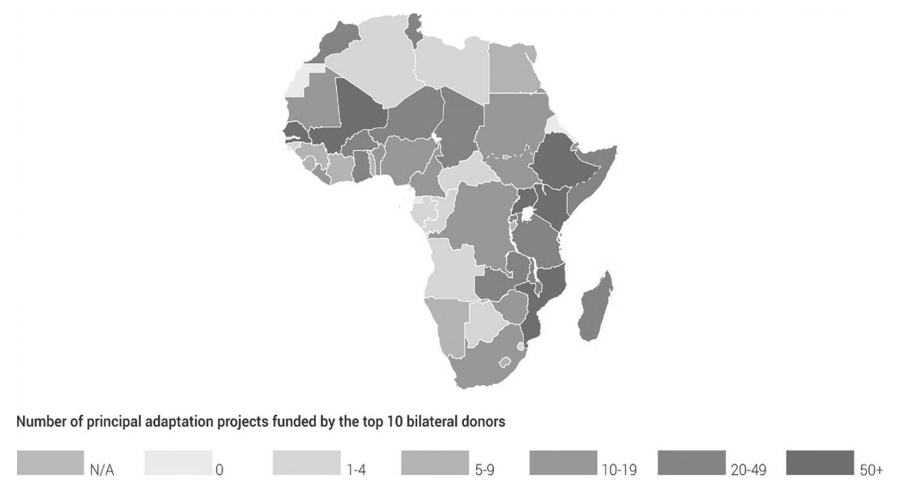 Number of principal adaptation projects funded by the top 10 bilateral donors
N/A 0 1-4 5-9 10-19 20-49 50+